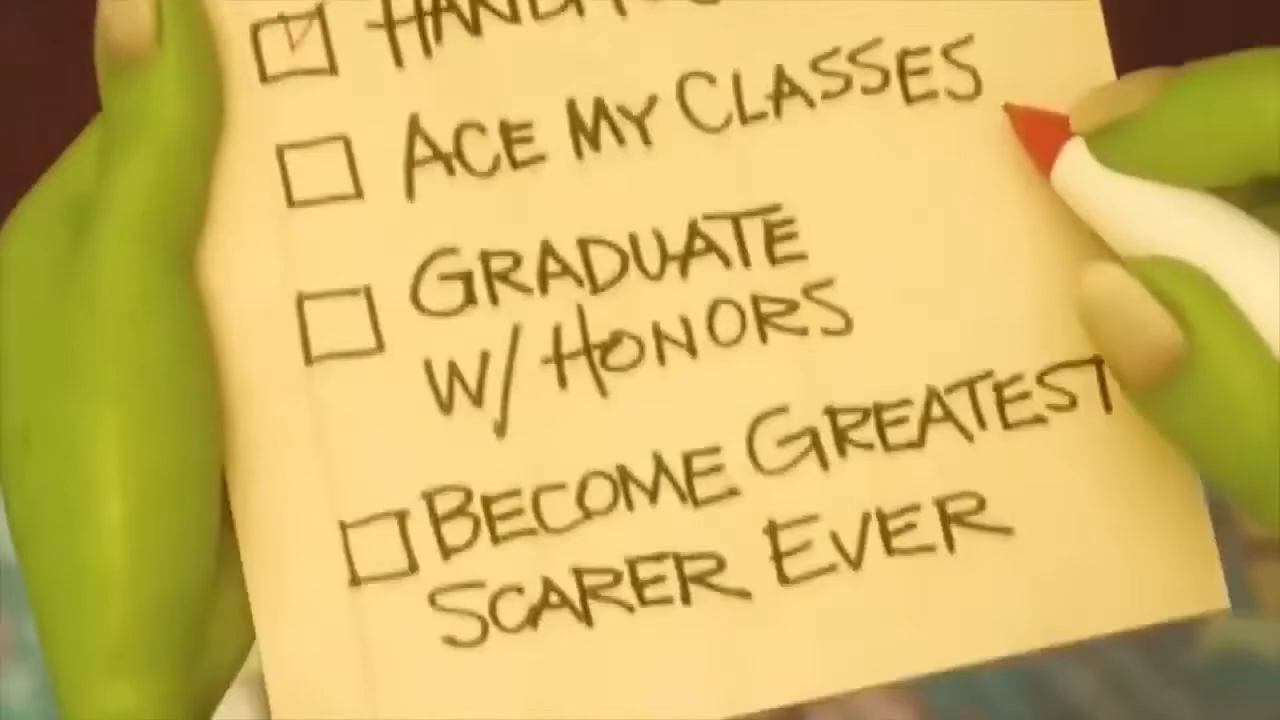 ACE MY CLASSES
GRADUATE
W/ HONORS
BECOME GREATEST
SCARER EVER